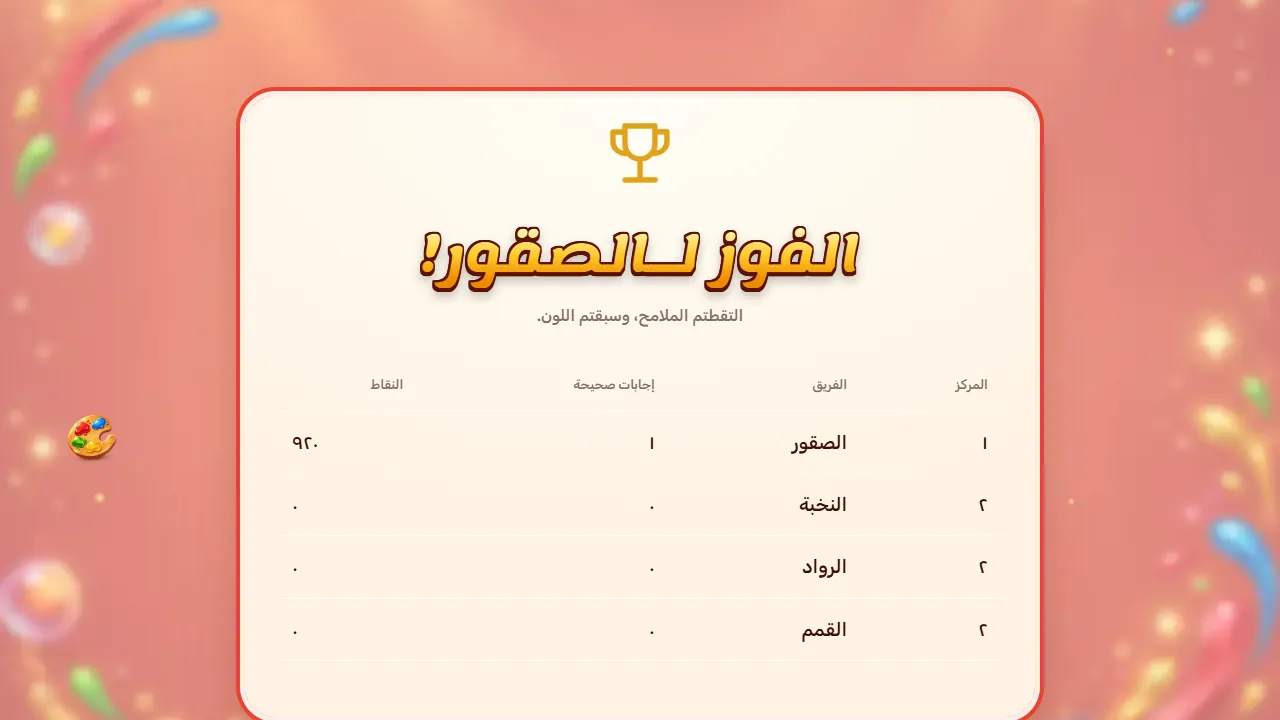 الفوز لـالصقور!
التقطتم الملامح، وسبقتم اللون.
المركز الفريق إجابات صحيحة النقاط
١ الصقور ١ ٩٢٠
٢ النخبة ٠ ٠
٢ الرواد ٠ ٠
٢ القمم ٠ ٠